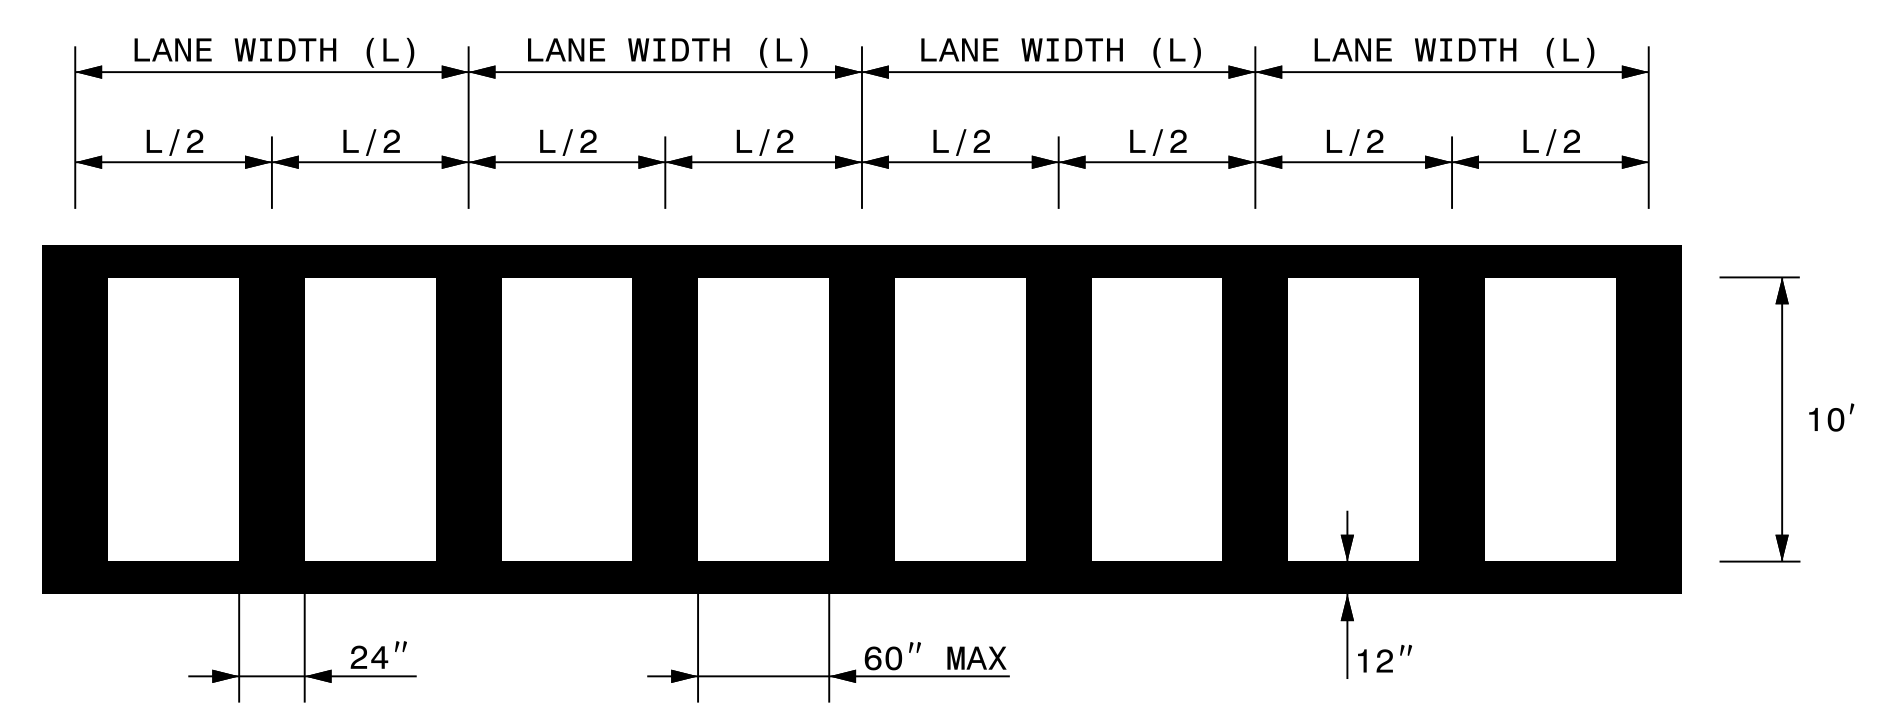 LANE WIDTH (L) LANE WIDTH (L) LANE WIDTH (L) LANE WIDTH (L)
L/2 L/2 L/2 L/2 L/2 L/2 L/2 L/2
10'
24" 60" MAX 12"